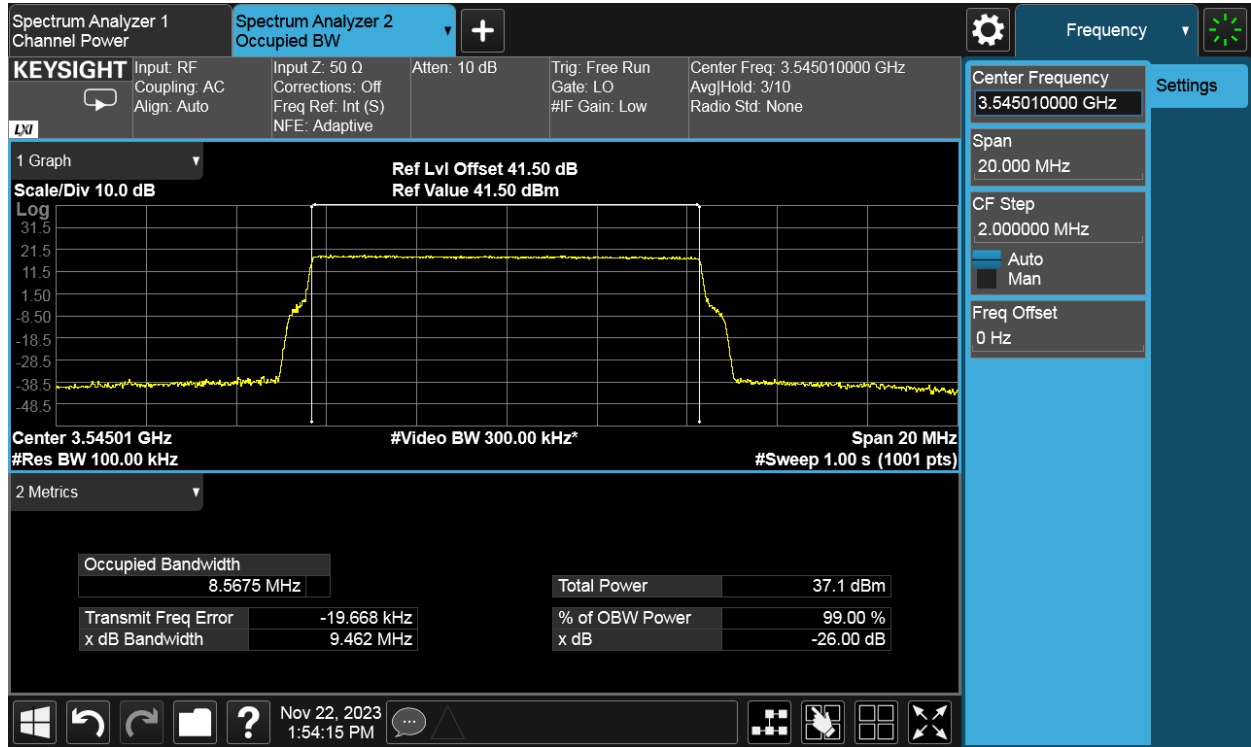 Spectrum Analyzer 1
Channel Power
Spectrum Analyzer 2
Occupied BW
Frequency
KEYSIGHT
LXI
Input: RF
Coupling: AC
Align: Auto
Input Z: 50 Ω
Corrections: Off
Freq Ref: Int (S)
NFE: Adaptive
Atten: 10 dB
Trig: Free Run
Gate: LO
#IF Gain: Low
Center Freq: 3.545010000 GHz
Avg|Hold: 3/10
Radio Std: None
Center Frequency
3.545010000 GHz
Settings
Span
20.000 MHz
CF Step
2.000000 MHz
Auto
Man
Freq Offset
0 Hz
1 Graph
Scale/Div 10.0 dB
Ref Lvl Offset 41.50 dB
Ref Value 41.50 dBm
Log
31.5
21.5
11.5
1.50
-8.50
-18.5
-28.5
-38.5
-48.5
Center 3.54501 GHz
#Video BW 300.00 kHz*
Span 20 MHz
#Res BW 100.00 kHz
#Sweep 1.00 s (1001 pts)
2 Metrics
Occupied Bandwidth
8.5675 MHz
Total Power 37.1 dBm
Transmit Freq Error -19.668 kHz
% of OBW Power 99.00 %
x dB Bandwidth 9.462 MHz
x dB -26.00 dB
?
Nov 22, 2023
1:54:15 PM